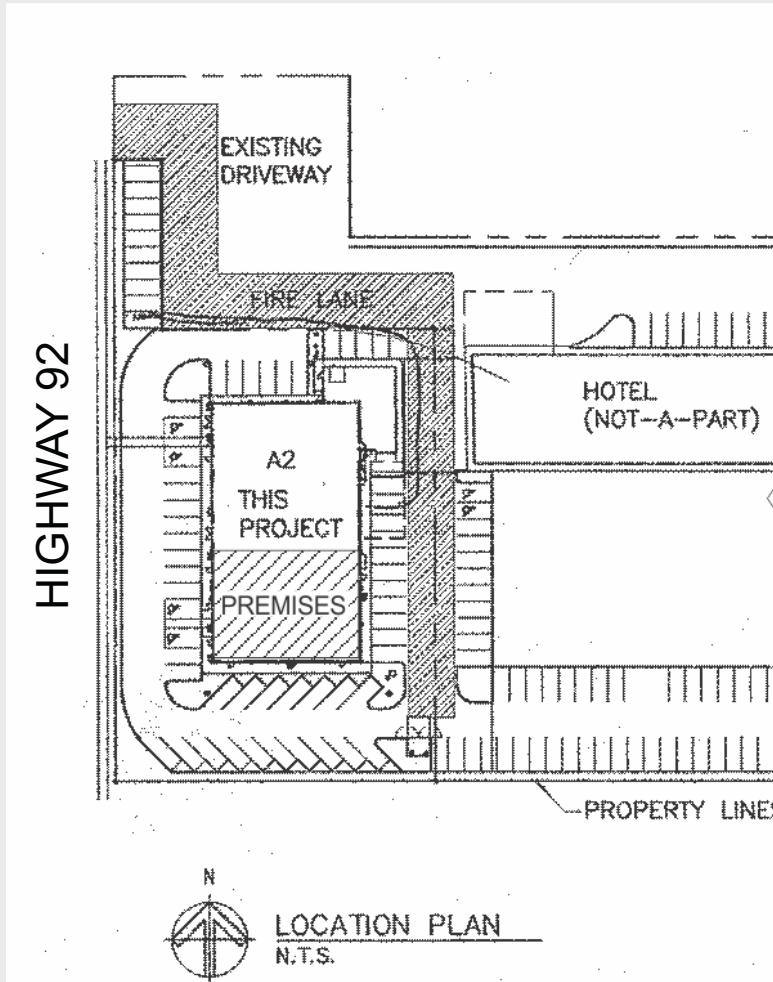 EXISTING
DRIVEWAY
FIRE LANE
HIGHWAY 92
HOTEL
(NOT-A-PART)
A2
THIS
PROJECT
PREMISES
PROPERTY LINES
N
LOCATION PLAN
N.T.S.